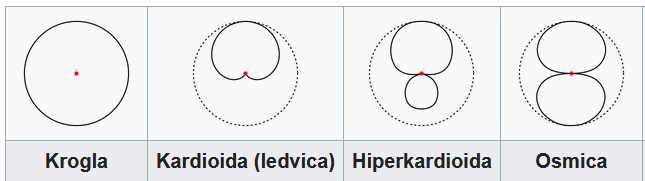 Krogla
Kardioida (ledvica)
Hiperkardioida
Osmica